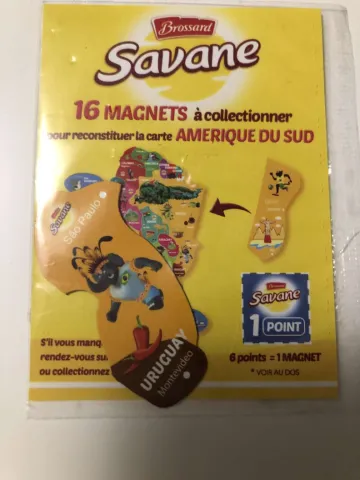 Brossard
Savane
16 MAGNETS à collectionner
pour reconstituer la carte AMERIQUE DU SUD
Savane
São Paulo
Brossard
Savane
1 POINT
S'il vous manq
rendez-vous su
ou collectionnez
6 points = 1 MAGNET
* VOIR AU DOS
URUGUAY
Montevideo